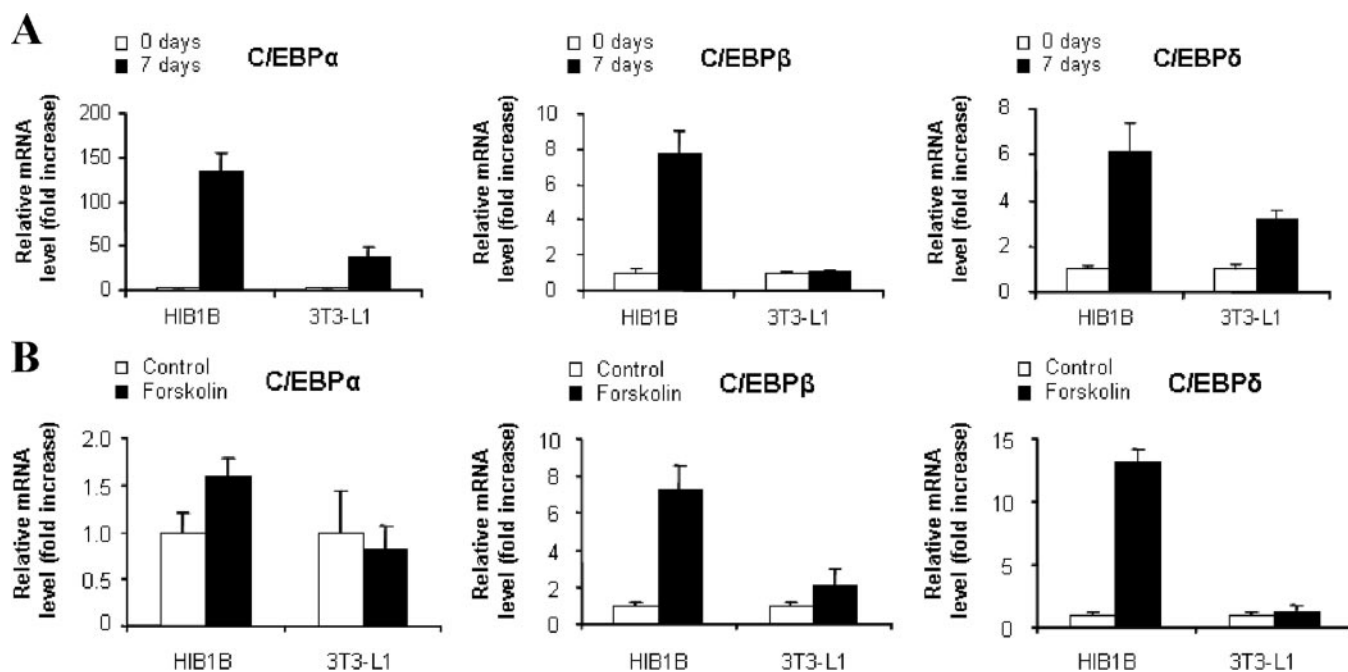 A
0 days
7 days
C/EBPα
Relative mRNA
level (fold increase)
200
150
100
50
0
HIB1B 3T3-L1
0 days
7 days
C/EBPβ
Relative mRNA
level (fold increase)
10
8
6
4
2
0
HIB1B 3T3-L1
0 days
7 days
C/EBPδ
Relative mRNA
level (fold increase)
8
6
4
2
0
HIB1B 3T3-L1
B
Control
Forskolin
C/EBPα
Relative mRNA
level (fold increase)
2.0
1.5
1.0
0.5
0
HIB1B 3T3-L1
Control
Forskolin
C/EBPβ
Relative mRNA
level (fold increase)
10
8
6
4
2
0
HIB1B 3T3-L1
Control
Forskolin
C/EBPδ
Relative mRNA
level (fold increase)
15
10
5
0
HIB1B 3T3-L1